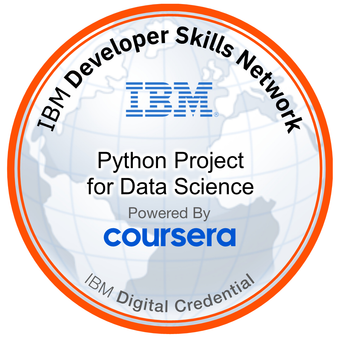 IBM Developer Skills Network
IBM
Python Project
for Data Science
Powered By
coursera
IBM Digital Credential